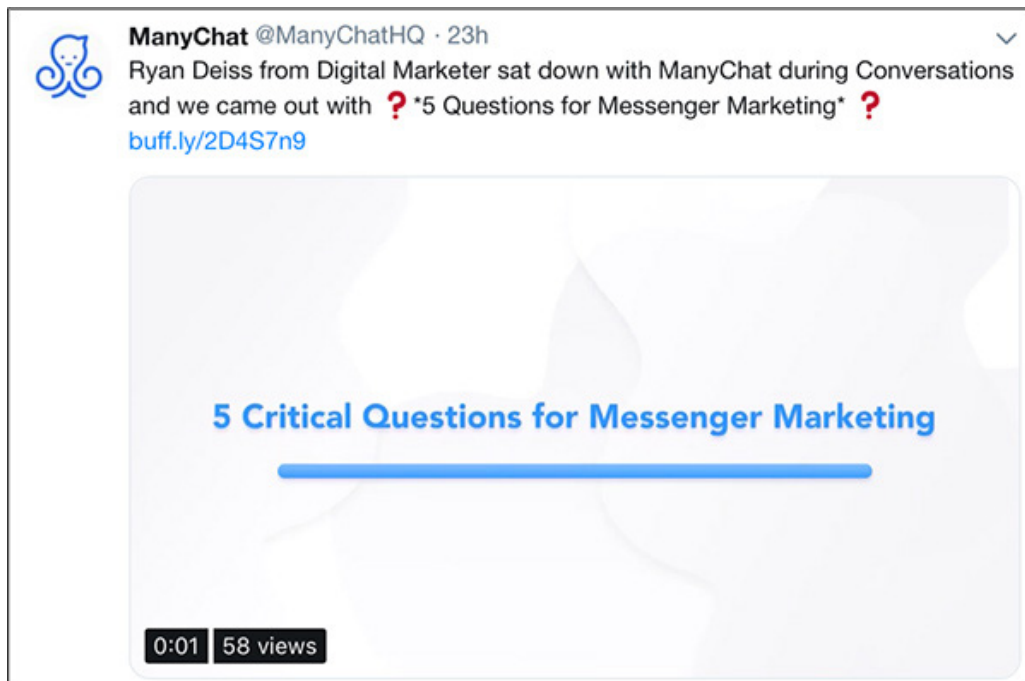 ManyChat @ManyChatHQ · 23h
Ryan Deiss from Digital Marketer sat down with ManyChat during Conversations
and we came out with ❓*5 Questions for Messenger Marketing* ❓
buff.ly/2D4S7n9
5 Critical Questions for Messenger Marketing
0:01 58 views